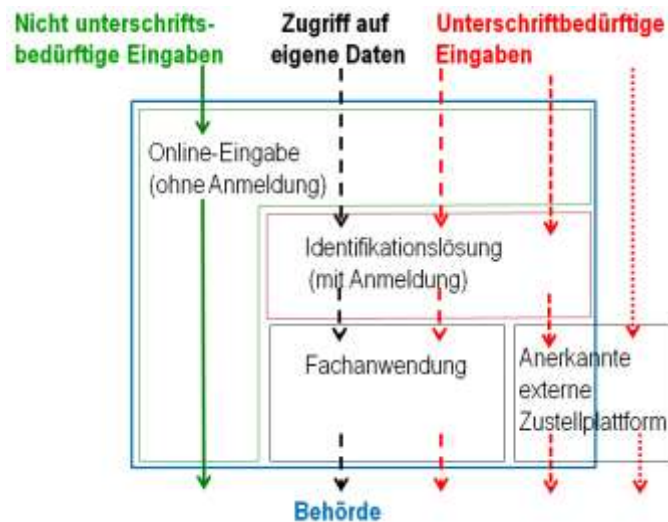 Nicht unterschrifts-
bedürftige Eingaben
Zugriff auf
eigene Daten
Unterschriftbedürftige
Eingaben
Online-Eingabe
(ohne Anmeldung)
Identifikationslösung
(mit Anmeldung)
Fachanwendung
Anerkannte
externe
Zustellplattform
Behörde